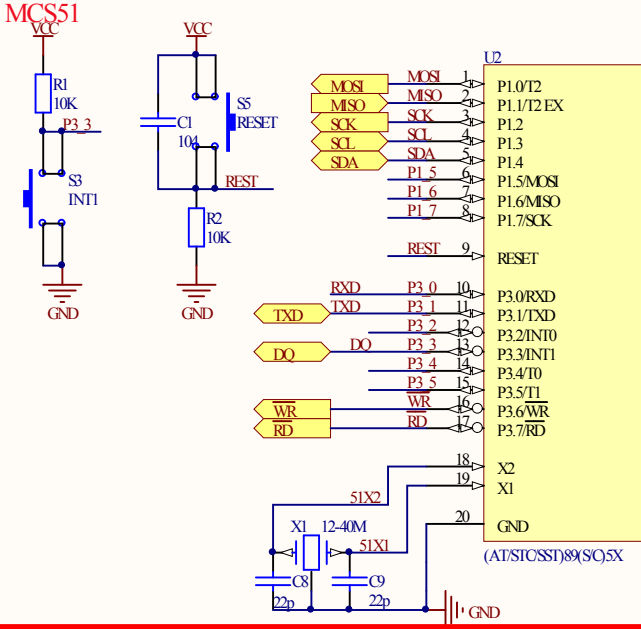 MCS51
VCC
R1
10K
P3_3
S3
INT1
GND
VCC
S5
RESET
C1
104
REST
R2
10K
GND
U2
MOSI MOSI 1 P1.0/T2
MISO MISO 2 P1.1/T2 EX
SCK SCK 3 P1.2
SCL SCL 4 P1.3
SDA SDA 5 P1.4
P1_5 6 P1.5/MOSI
P1_6 7 P1.6/MISO
P1_7 8 P1.7/SCK
REST 9 RESET
RXD P3_0 10 P3.0/RXD
TXD TXD P3_1 11 P3.1/TXD
P3_2 12 P3.2/INT0
DQ DQ P3_3 13 P3.3/INT1
P3_4 14 P3.4/T0
P3_5 15 P3.5/T1
WR WR 16 P3.6/WR
RD RD 17 P3.7/RD
18 X2
19 X1
51X2
20 GND
X1 12-40M
51X1
(AT/STC/SST)89(S/C)5X
C8
22p
C9
22p
GND